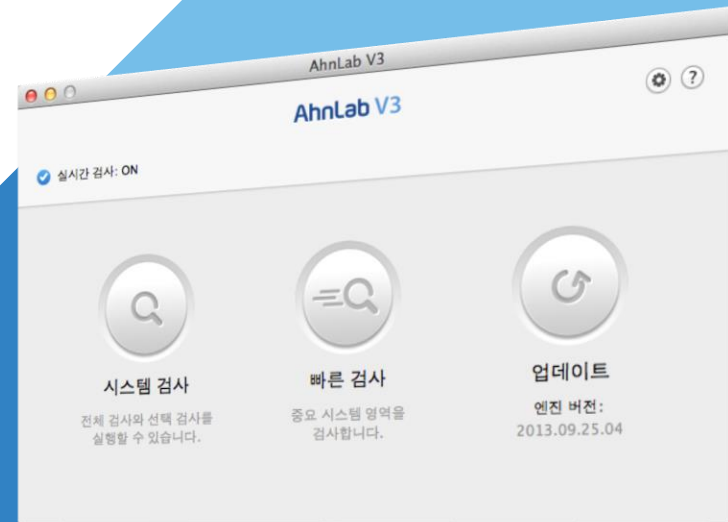 AhnLab V3
AhnLab V3
?
실시간 검사: ON
시스템 검사
전체 검사와 선택 검사를
실행할 수 있습니다.
빠른 검사
중요 시스템 영역을
검사합니다.
업데이트
엔진 버전:
2013.09.25.04